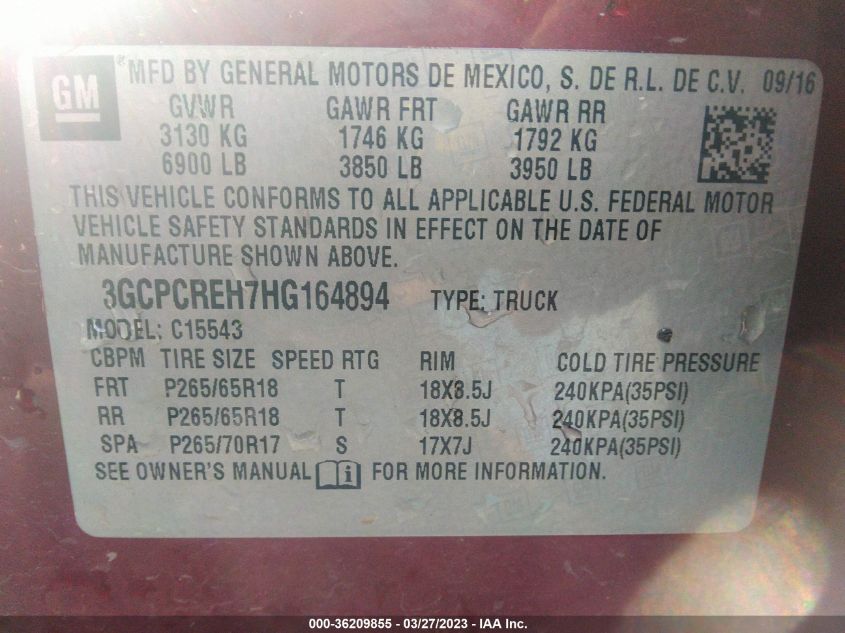 GM
MFD BY GENERAL MOTORS DE MEXICO, S. DE R.L. DE C.V. 09/16
GVWR GAWR FRT GAWR RR
3130 KG 1746 KG 1792 KG
6900 LB 3850 LB 3950 LB
THIS VEHICLE CONFORMS TO ALL APPLICABLE U.S. FEDERAL MOTOR
VEHICLE SAFETY STANDARDS IN EFFECT ON THE DATE OF
MANUFACTURE SHOWN ABOVE.
3GCPCREH7HG164894 TYPE: TRUCK
MODEL: C15543
CBPM TIRE SIZE SPEED RTG RIM COLD TIRE PRESSURE
FRT P265/65R18 T 18X8.5J 240KPA(35PSI)
RR P265/65R18 T 18X8.5J 240KPA(35PSI)
SPA P265/70R17 S 17X7J 240KPA(35PSI)
SEE OWNER'S MANUAL i FOR MORE INFORMATION.
000-36209855 - 03/27/2023 - IAA Inc.